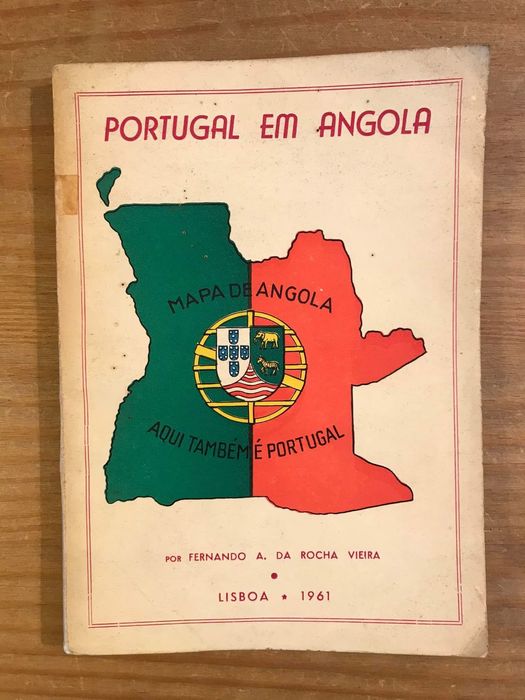 PORTUGAL EM ANGOLA
MAPA DE ANGOLA
AQUI TAMBÉM É PORTUGAL
POR FERNANDO A. DA ROCHA VIEIRA
LISBOA ★ 1961